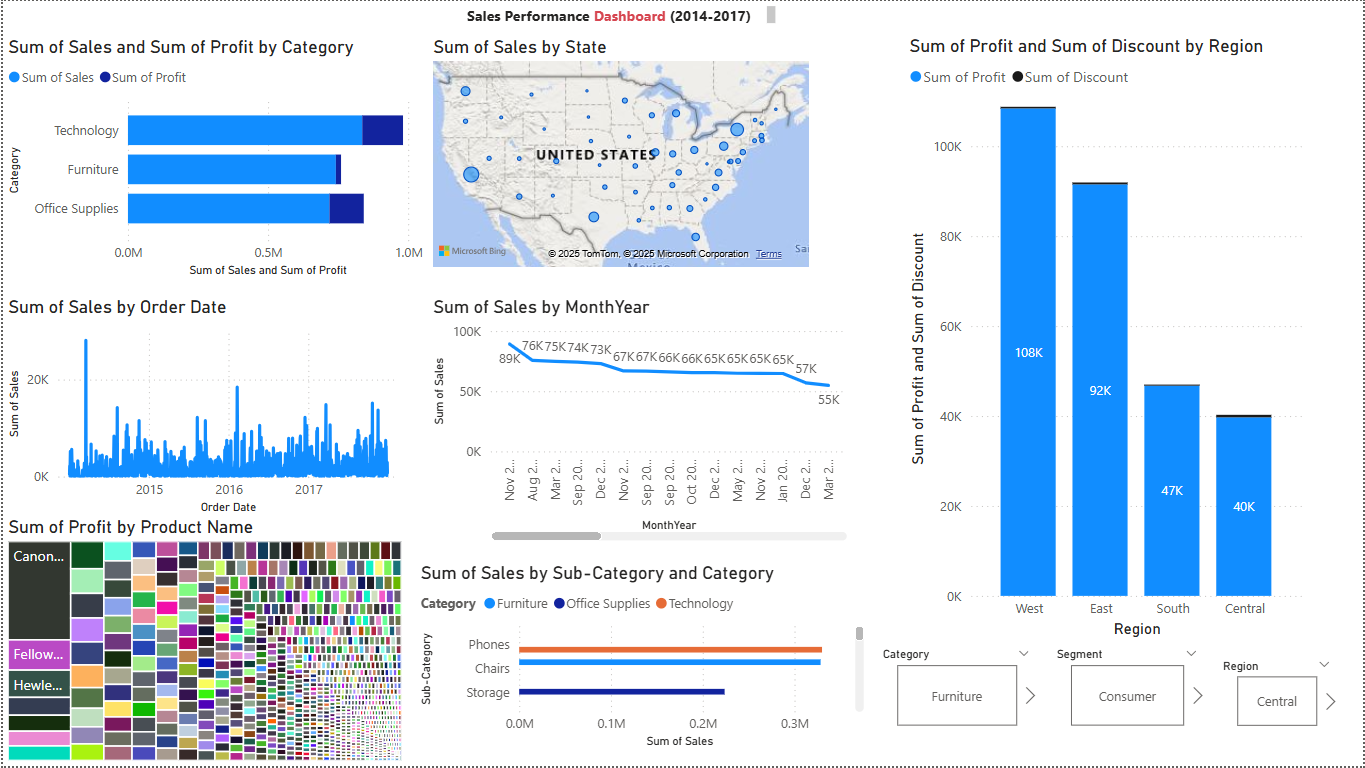 Sales Performance Dashboard (2014-2017)
Sum of Sales and Sum of Profit by Category
Sum of Sales Sum of Profit
Category
Technology
Furniture
Office Supplies
0.0M 0.5M 1.0M
Sum of Sales and Sum of Profit
Sum of Sales by State
UNITED STATES
Microsoft Bing
© 2025 TomTom, © 2025 Microsoft Corporation Terms
Mexico
Sum of Profit and Sum of Discount by Region
Sum of Profit Sum of Discount
Sum of Profit and Sum of Discount
100K
80K
60K
40K
20K
0K
108K
92K
47K
40K
West East South Central
Region
Sum of Sales by Order Date
Sum of Sales
20K
0K
2015 2016 2017
Order Date
Sum of Sales by MonthYear
Sum of Sales
100K
50K
0K
89K 76K 75K 74K 73K 67K 67K 66K 66K 65K 65K 65K 65K 57K 55K
Nov 2...
Aug 2...
Mar 2...
Sep 20...
Dec 2...
Nov 2...
Sep 20...
Sep 20...
Oct 20...
Dec 2...
May 2...
Nov 2...
Jan 20...
Dec 2...
Mar 2...
MonthYear
Sum of Profit by Product Name
Canon...
Fellow...
Hewle...
Sum of Sales by Sub-Category and Category
Category Furniture Office Supplies Technology
Sub-Category
Phones
Chairs
Storage
0.0M 0.1M 0.2M 0.3M
Sum of Sales
Category
Furniture
Segment
Consumer
Region
Central